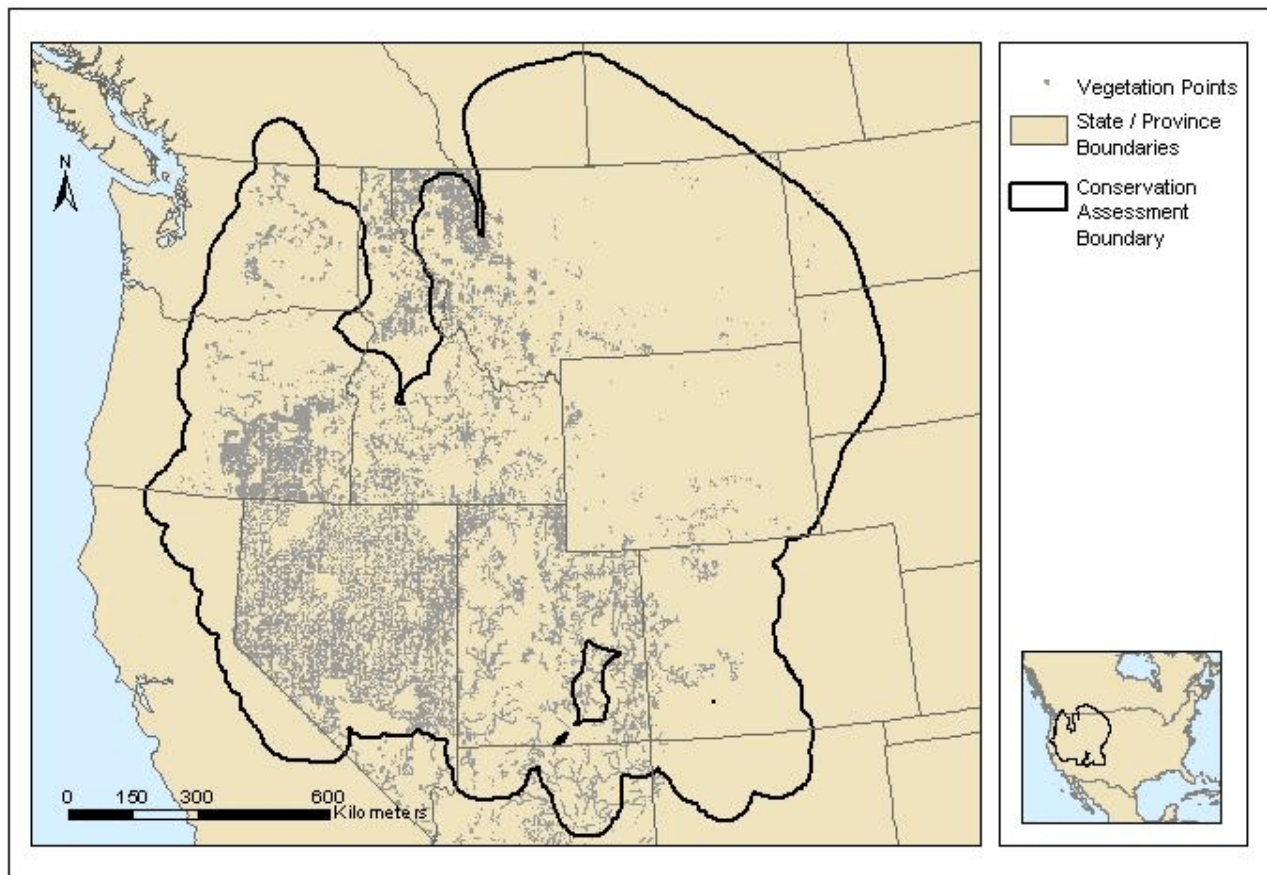 N
0 150 300 600
Kilometers
Vegetation Points
State / Province
Boundaries
Conservation
Assessment
Boundary